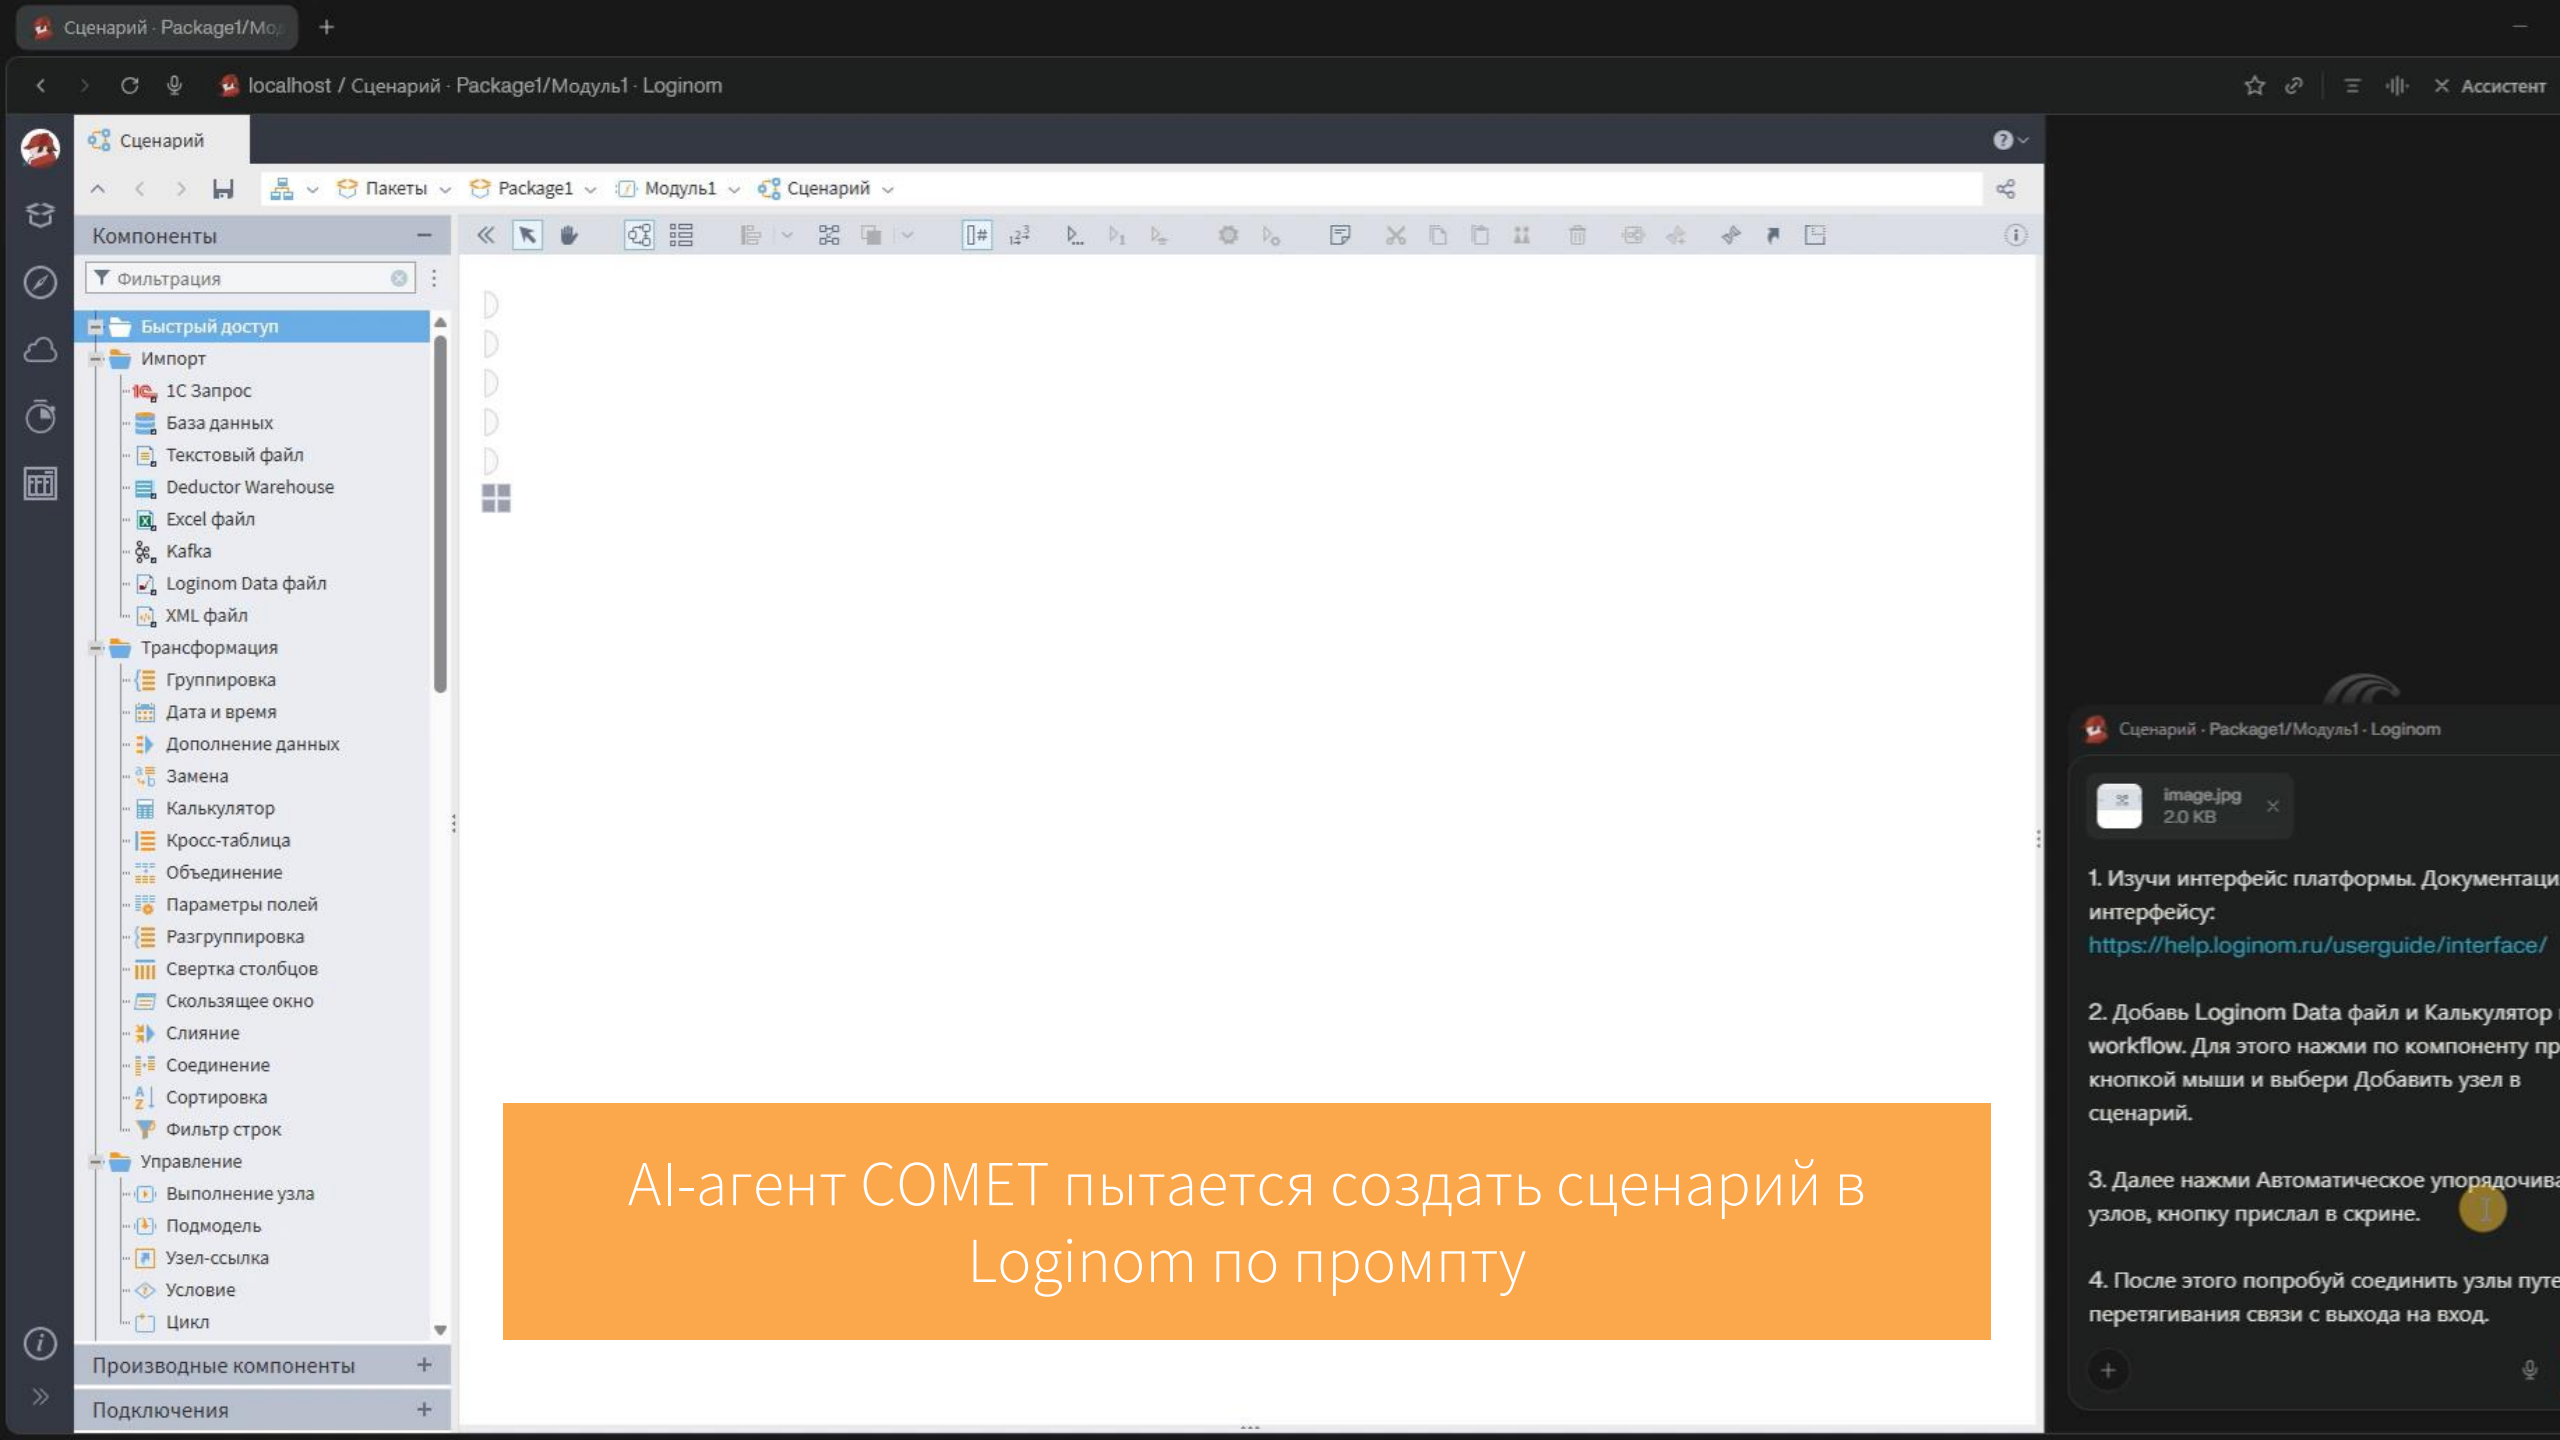 Сценарий · Package1/Мод
localhost / Сценарий · Package1/Модуль1 · Loginom
Ассистент
Сценарий
Пакеты
Package1
Модуль1
Сценарий
Компоненты
Фильтрация
Быстрый доступ
Импорт
1С Запрос
База данных
Текстовый файл
Deductor Warehouse
Excel файл
Kafka
Loginom Data файл
XML файл
Трансформация
Группировка
Дата и время
Дополнение данных
Замена
Калькулятор
Кросс-таблица
Объединение
Параметры полей
Разгруппировка
Свертка столбцов
Скользящее окно
Слияние
Соединение
Сортировка
Фильтр строк
Управление
Выполнение узла
Подмодель
Узел-ссылка
Условие
Цикл
Производные компоненты
Подключения
AI-агент COMET пытается создать сценарий в
Loginom по промпту
Сценарий · Package1/Модуль1 · Loginom
image.jpg
2.0 KB
1. Изучи интерфейс платформы. Документаци
интерфейсу:
https://help.loginom.ru/userguide/interface/
2. Добавь Loginom Data файл и Калькулятор
workflow. Для этого нажми по компоненту пр
кнопкой мыши и выбери Добавить узел в
сценарий.
3. Далее нажми Автоматическое упорядочива
узлов, кнопку прислал в скрине.
4. После этого попробуй соединить узлы путе
перетягивания связи с выхода на вход.